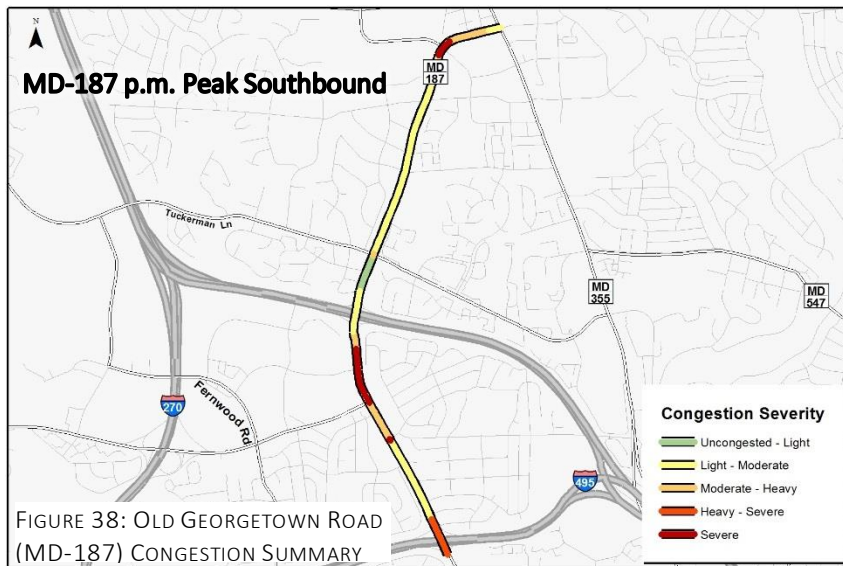 N
MD-187 p.m. Peak Southbound
MD
187
Tuckerman Ln
MD
355
MD
547
270
Fernwood Rd
495
Congestion Severity
Uncongested - Light
Light - Moderate
Moderate - Heavy
Heavy - Severe
Severe
FIGURE 38: OLD GEORGETOWN ROAD
(MD-187) CONGESTION SUMMARY